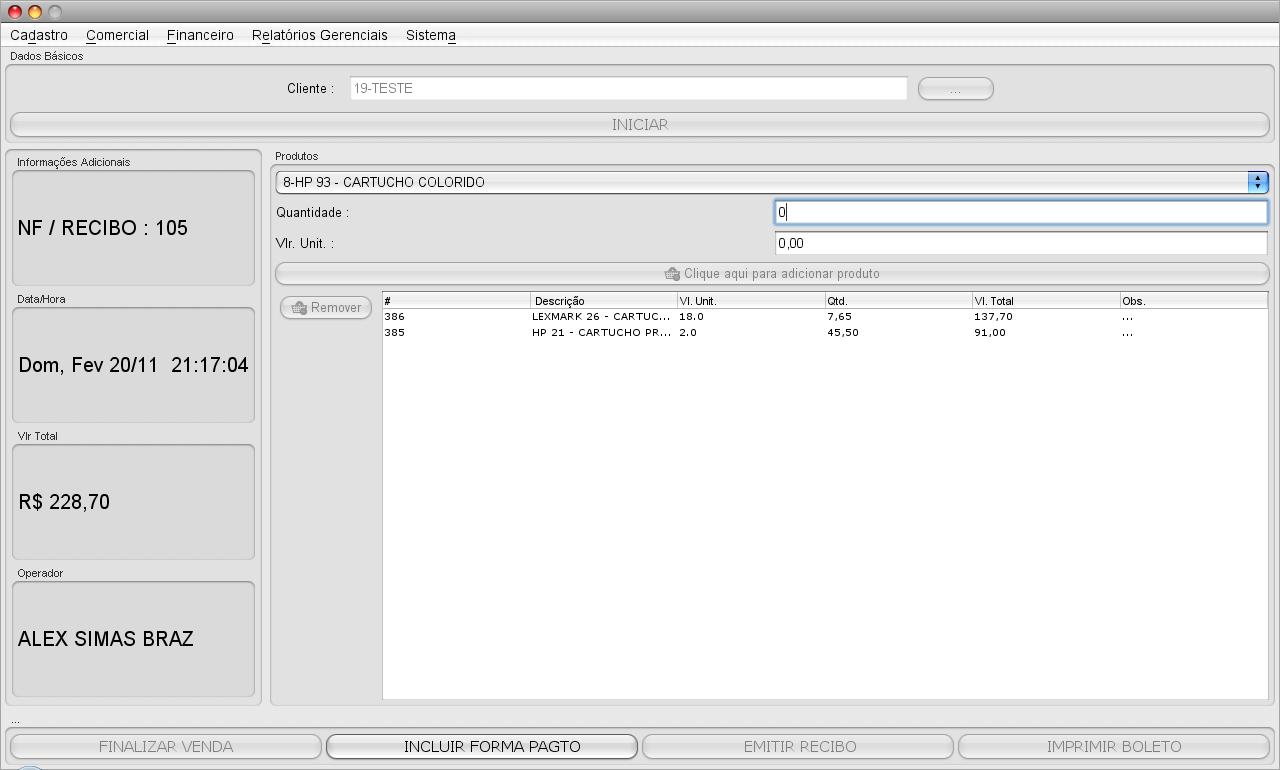 Cadastro Comercial Financeiro Relatórios Gerenciais Sistema
Dados Básicos
Cliente : 19-TESTE ...
INICIAR
Informações Adicionais
NF / RECIBO : 105
Data/Hora
Dom, Fev 20/11 21:17:04
Vlr Total
R$ 228,70
Operador
ALEX SIMAS BRAZ
Produtos
8-HP 93 - CARTUCHO COLORIDO
Quantidade : 0
Vlr. Unit. : 0,00
Clique aqui para adicionar produto
Remover
# Descrição Vl. Unit. Qtd. Vl. Total Obs.
386 LEXMARK 26 - CARTUC... 18.0 7,65 137,70 ...
385 HP 21 - CARTUCHO PR... 2.0 45,50 91,00 ...
...
FINALIZAR VENDA INCLUIR FORMA PAGTO EMITIR RECIBO IMPRIMIR BOLETO